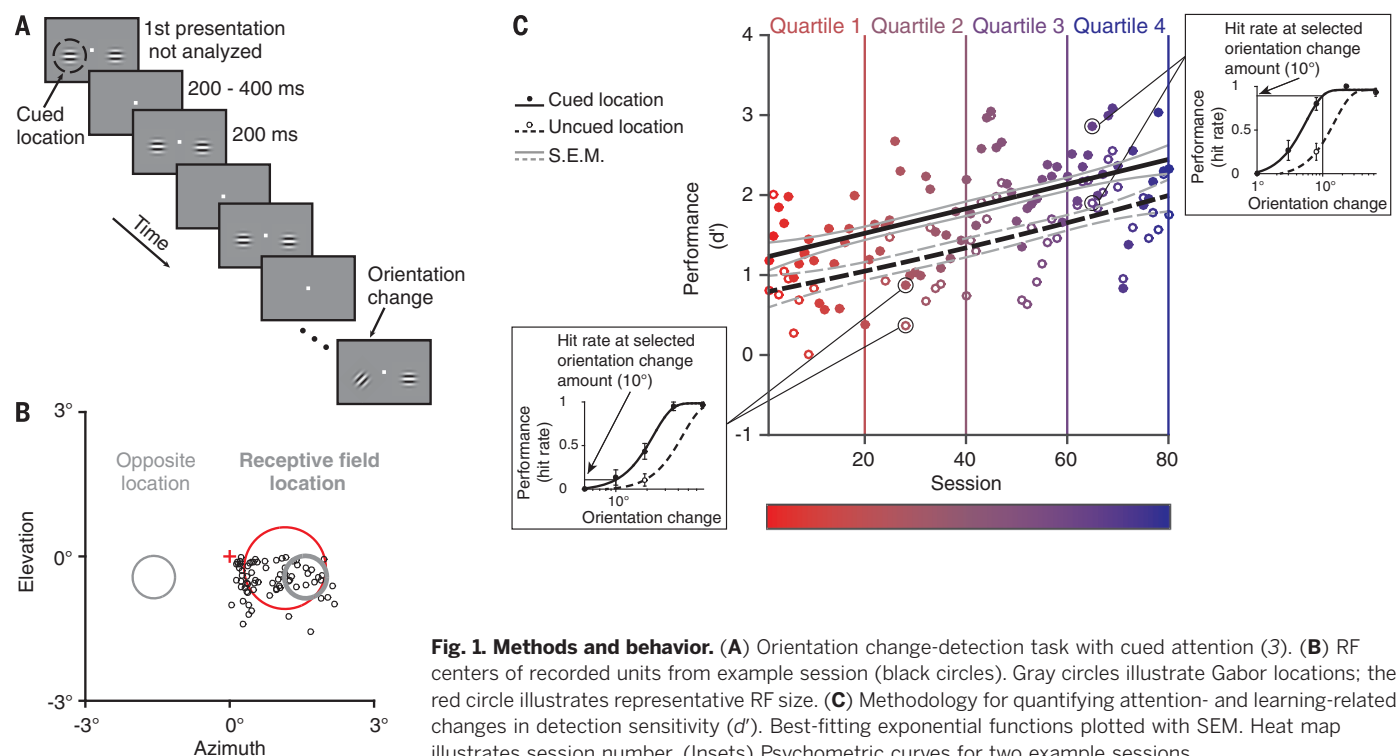 A
1st presentation
not analyzed
200 - 400 ms
Cued
location
200 ms
Time
Orientation
change
B
3°
0°
-3°
Elevation
Opposite
location
Receptive field
location
-3°
0°
3°
Azimuth
C
Cued location
Uncued location
S.E.M.
Quartile 1
Quartile 2
Quartile 3
Quartile 4
4
3
2
1
0
-1
Performance
(d')
20
40
60
80
Session
Hit rate at selected
orientation change
amount (10°)
1
0.5
0
Performance
(hit rate)
1°
10°
Orientation change
Hit rate at selected
orientation change
amount (10°)
1
0.5
0
Performance
(hit rate)
10°
Orientation change
Fig. 1. Methods and behavior. (A) Orientation change-detection task with cued attention (3). (B) RF
centers of recorded units from example session (black circles). Gray circles illustrate Gabor locations; the
red circle illustrates representative RF size. (C) Methodology for quantifying attention- and learning-related
changes in detection sensitivity (d′). Best-fitting exponential functions plotted with SEM. Heat map
illustrates session number. (Insets) Psychometric curves for two example sessions.